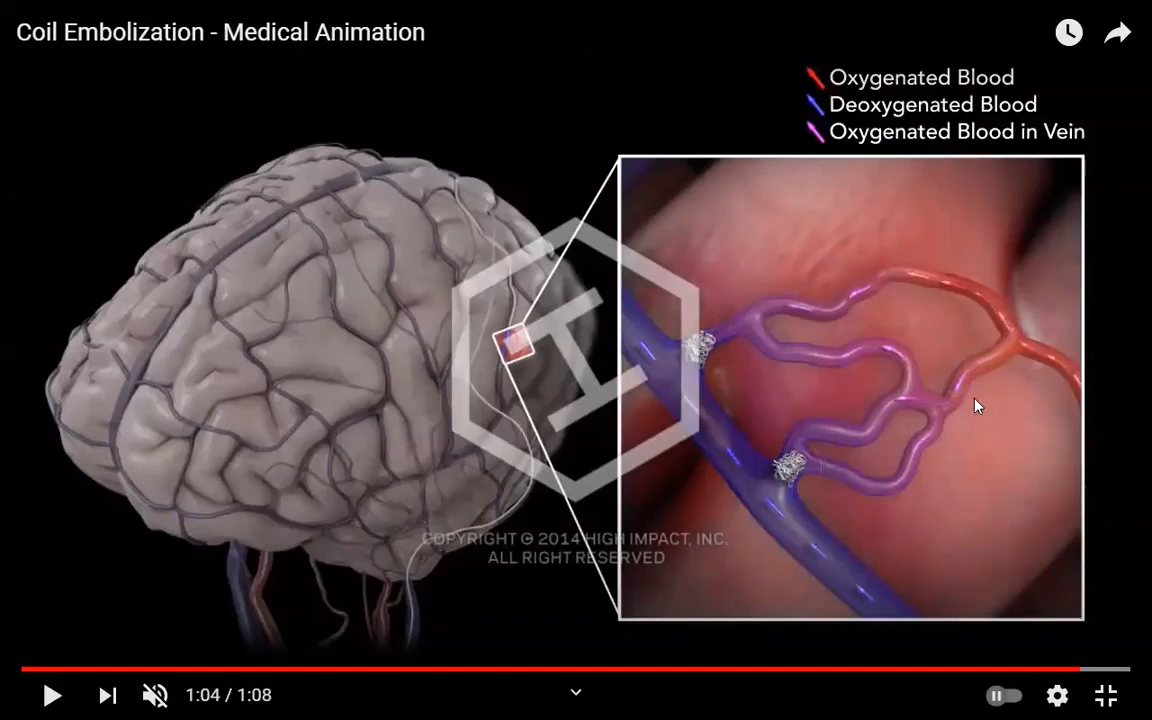 Coil Embolization - Medical Animation
Oxygenated Blood
Deoxygenated Blood
Oxygenated Blood in Vein
COPYRIGHT © 2014 HIGH IMPACT, INC.
ALL RIGHT RESERVED
1:04 / 1:08